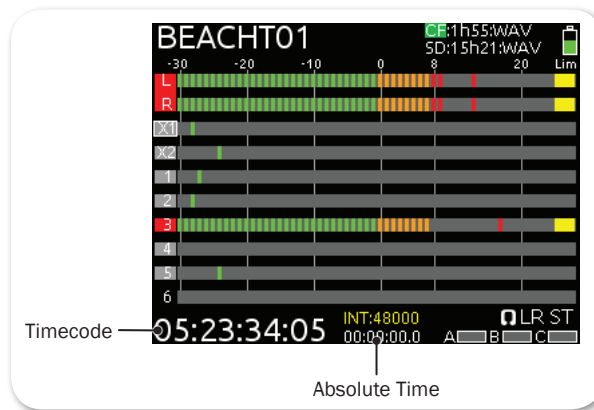 BEACHT01
CF:1h55:WAV
SD:15h21:WAV
-30 -20 -10 0 8 20 Lim
L
R
X1
X2
1
2
3
4
5
6
Timecode
05:23:34:05
INT:48000
00:00:00.0
LR ST
A B C
Absolute Time